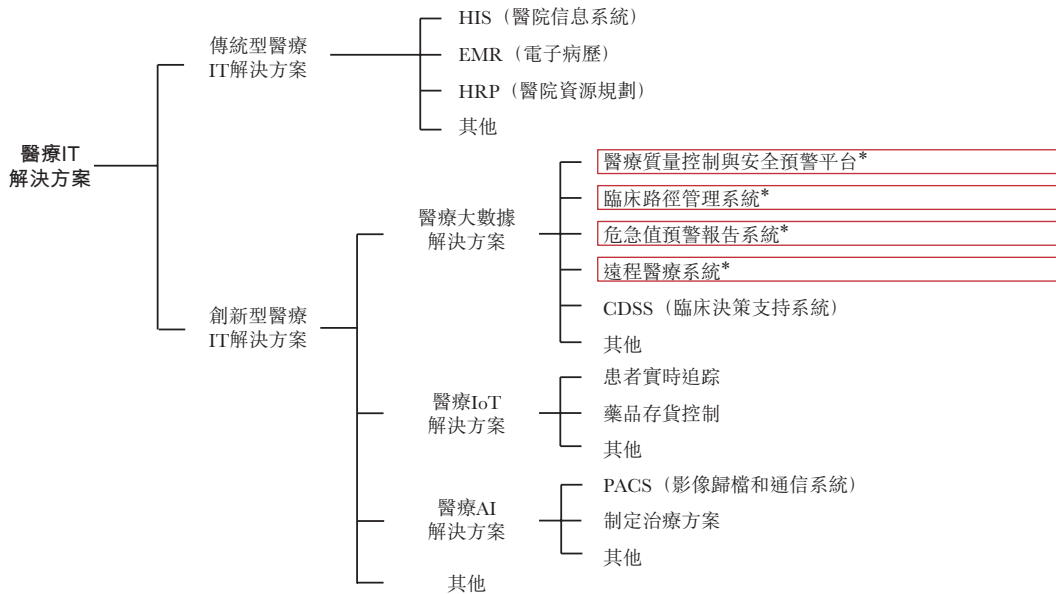 醫療IT
解決方案
傳統型醫療
IT解決方案
HIS（醫院信息系統）
EMR（電子病歷）
HRP（醫院資源規劃）
其他
創新型醫療
IT解決方案
醫療大數據
解決方案
醫療質量控制與安全預警平台*
臨床路徑管理系統*
危急值預警報告系統*
遠程醫療系統*
CDSS（臨床決策支持系統）
其他
醫療IoT
解決方案
患者實時追踪
藥品存貨控制
其他
醫療AI
解決方案
PACS（影像歸檔和通信系統）
制定治療方案
其他
其他